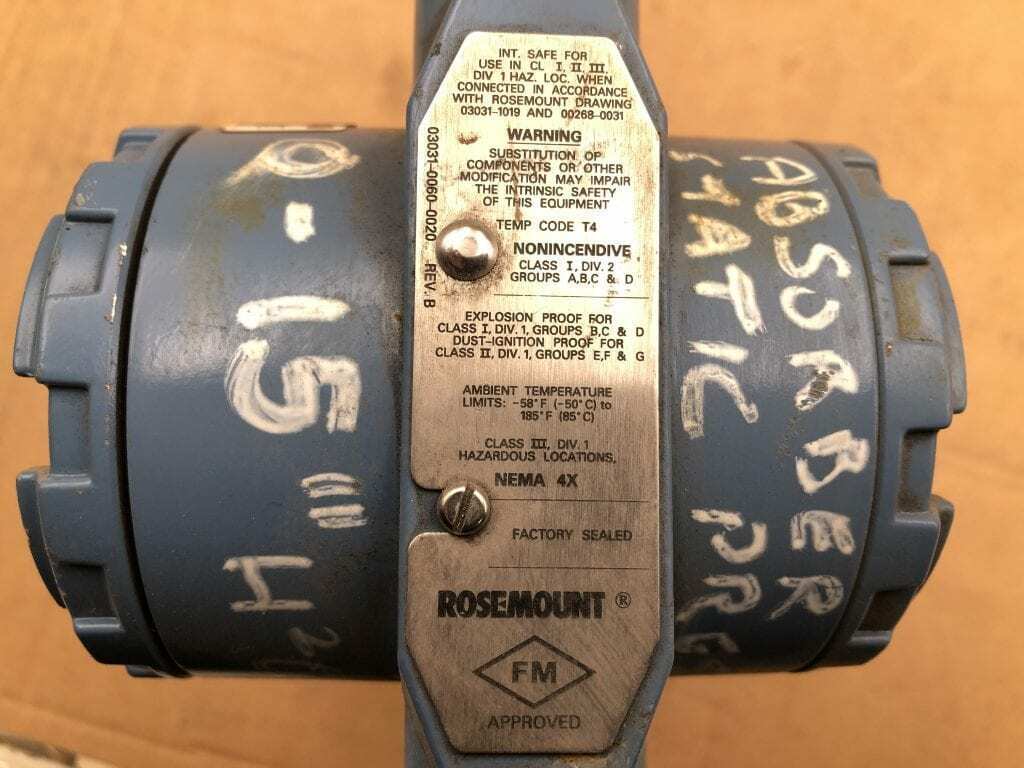 INT. SAFE FOR
USE IN CL I, II, III,
DIV 1 HAZ. LOC. WHEN
CONNECTED IN ACCORDANCE
WITH ROSEMOUNT DRAWING
03031-1019 AND 00268-0031
WARNING
SUBSTITUTION OF
COMPONENTS OR OTHER
MODIFICATION MAY IMPAIR
THE INTRINSIC SAFETY
OF THIS EQUIPMENT
TEMP CODE T4
NONINCENDIVE
CLASS I, DIV. 2
GROUPS A,B,C & D
EXPLOSION PROOF FOR
CLASS I, DIV. 1, GROUPS B,C & D
DUST-IGNITION PROOF FOR
CLASS II, DIV. 1, GROUPS E,F & G
AMBIENT TEMPERATURE
LIMITS: -58°F (-50°C) to
185°F (85°C)
CLASS III, DIV. 1
HAZARDOUS LOCATIONS,
NEMA 4X
FACTORY SEALED
ROSEMOUNT ®
FM
APPROVED
03031-0060-0020 REV. B
0-15" H2O
ABSORBER
STATIC PRES